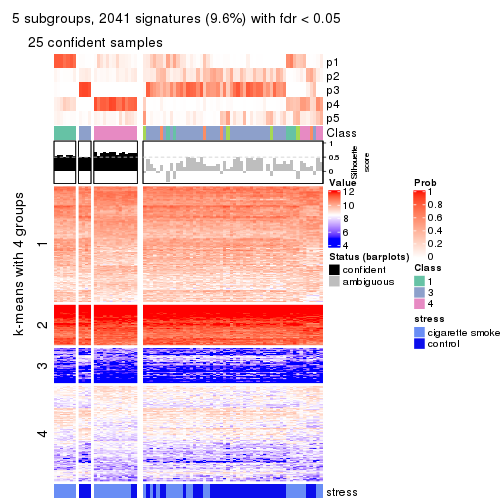 5 subgroups, 2041 signatures (9.6%) with fdr < 0.05
25 confident samples
p1
p2
p3
p4
p5
Class
1
0.5
0
Silhouette
score
k-means with 4 groups
1
2
3
4
stress
Value
12
10
8
6
4
Status (barplots)
confident
ambiguous
Prob
1
0.8
0.6
0.4
0.2
0
Class
1
3
4
stress
cigarette smoke
control